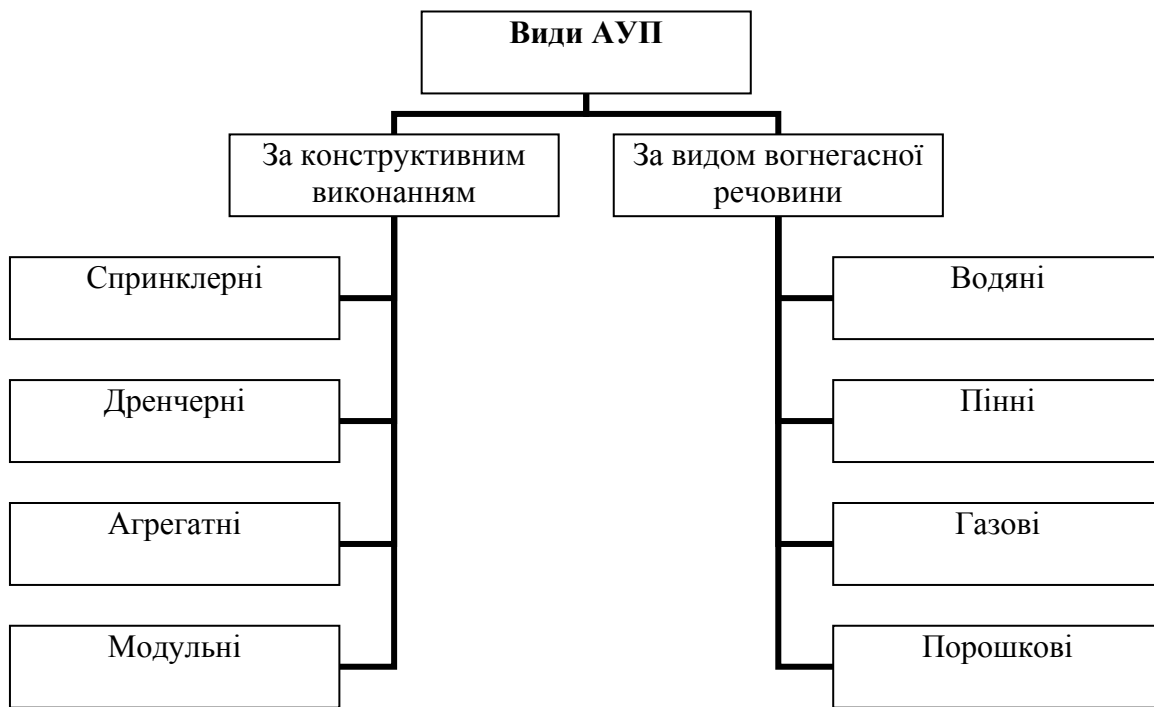 Види АУП
За конструктивним
виконанням
За видом вогнегасної
речовини
Спринклерні
Водяні
Дренчерні
Пінні
Агрегатні
Газові
Модульні
Порошкові